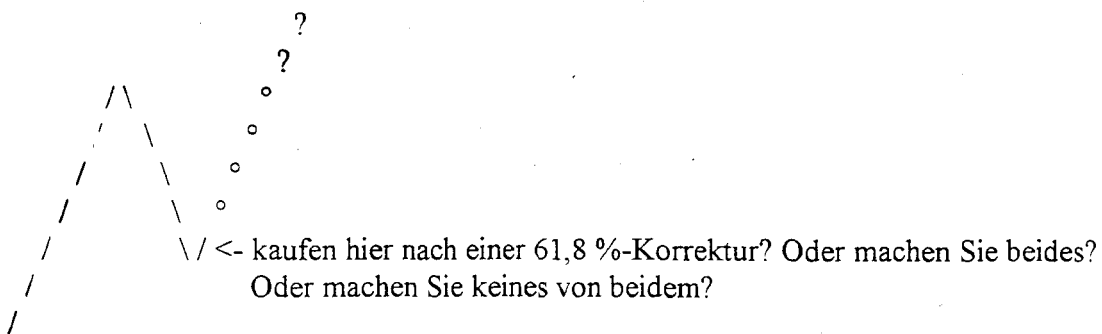 ?
?
<- kaufen hier nach einer 61,8 %-Korrektur? Oder machen Sie beides?
Oder machen Sie keines von beidem?